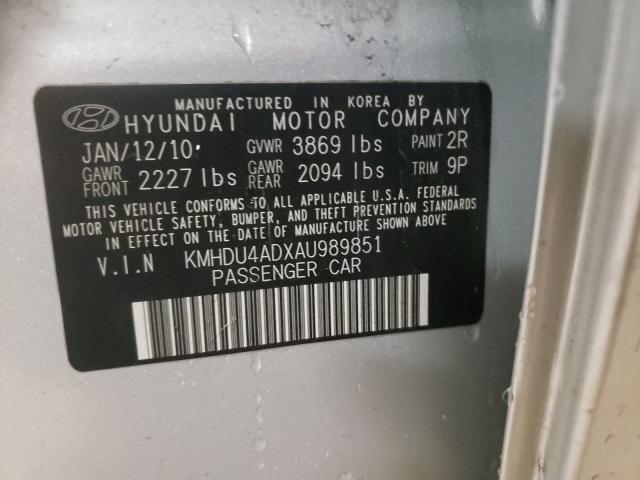 MANUFACTURED IN KOREA BY
HYUNDAI MOTOR COMPANY
JAN/12/10 GVWR 3869 lbs PAINT 2R
GAWR FRONT 2227 lbs GAWR REAR 2094 lbs TRIM 9P
THIS VEHICLE CONFORMS TO ALL APPLICABLE U.S.A. FEDERAL
MOTOR VEHICLE SAFETY, BUMPER, AND THEFT PREVENTION STANDARDS
IN EFFECT ON THE DATE OF MANUFACTURE SHOWN ABOVE
V.I.N KMHDU4ADXAU989851
PASSENGER CAR